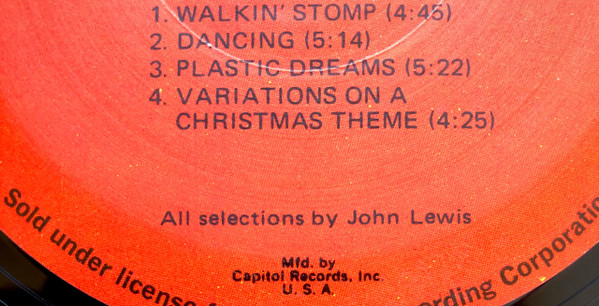 1. WALKIN' STOMP (4:45)
2. DANCING (5:14)
3. PLASTIC DREAMS (5:22)
4. VARIATIONS ON A
CHRISTMAS THEME (4:25)
All selections by John Lewis
Mfd. by
Capitol Records, Inc.
U. S. A.
Sold under license
rding Corporatio